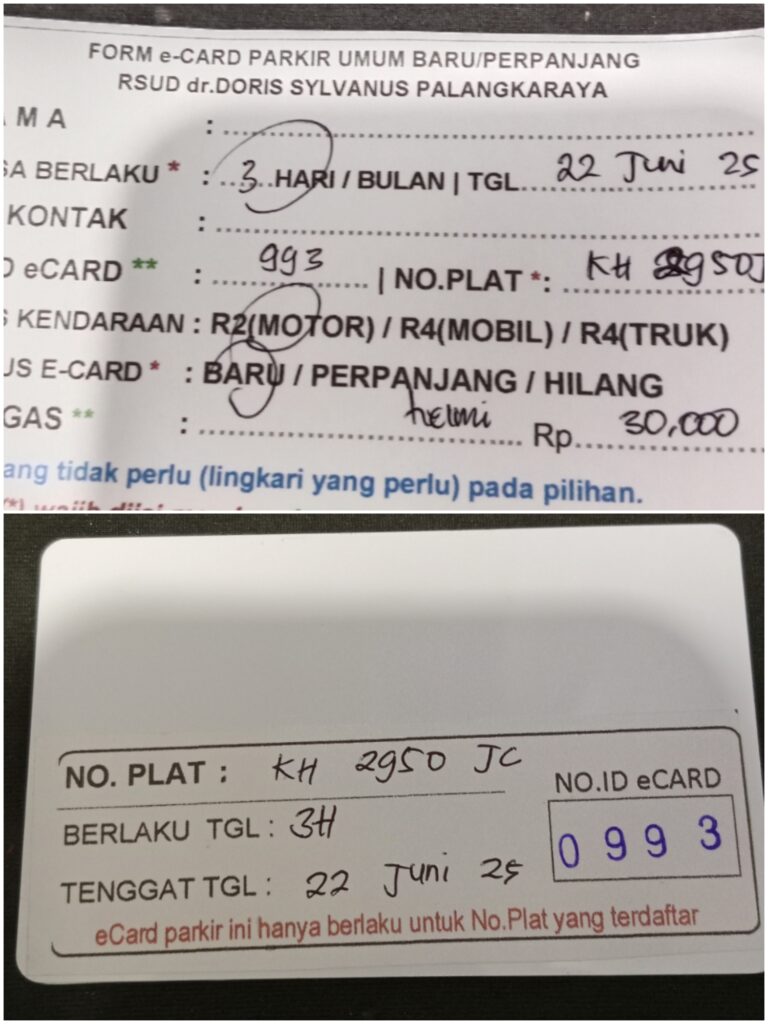 FORM e-CARD PARKIR UMUM BARU/PERPANJANG
RSUD dr.DORIS SYLVANUS PALANGKARAYA
MA : ................
SA BERLAKU * : ..3..HARI / BULAN | TGL.. 22 Juni 25
KONTAK : ................
D eCARD ** : 993 | NO.PLAT *: KH 2950J
S KENDARAAN : R2(MOTOR) / R4(MOBIL) / R4(TRUK)
US E-CARD * : BARU / PERPANJANG / HILANG
GAS ** : helmi Rp. 30,000
ang tidak perlu (lingkari yang perlu) pada pilihan.
NO. PLAT : KH 2950 JC
NO.ID eCARD
BERLAKU TGL : 3H
0993
TENGGAT TGL : 22 Juni 25
eCard parkir ini hanya berlaku untuk No.Plat yang terdaftar